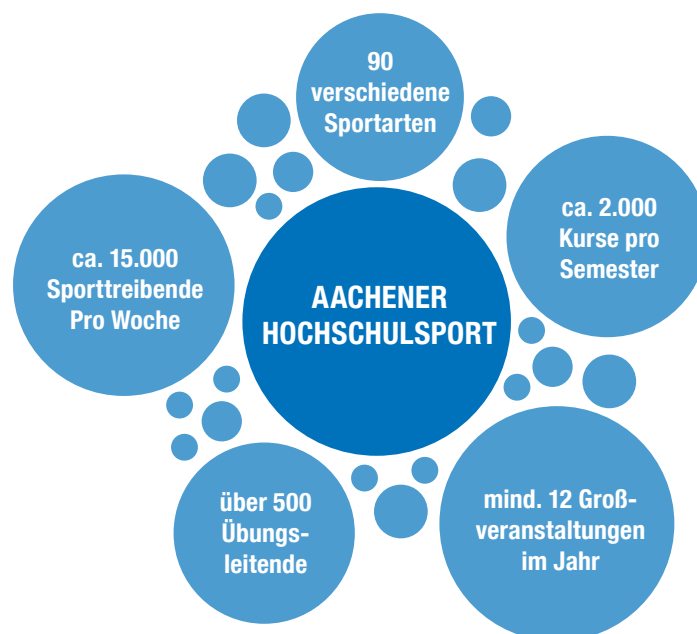 90
verschiedene
Sportarten
ca. 2.000
Kurse pro
Semester
ca. 15.000
Sporttreibende
Pro Woche
AACHENER
HOCHSCHULSPORT
über 500
Übungs-
leitende
mind. 12 Groß-
veranstaltungen
im Jahr